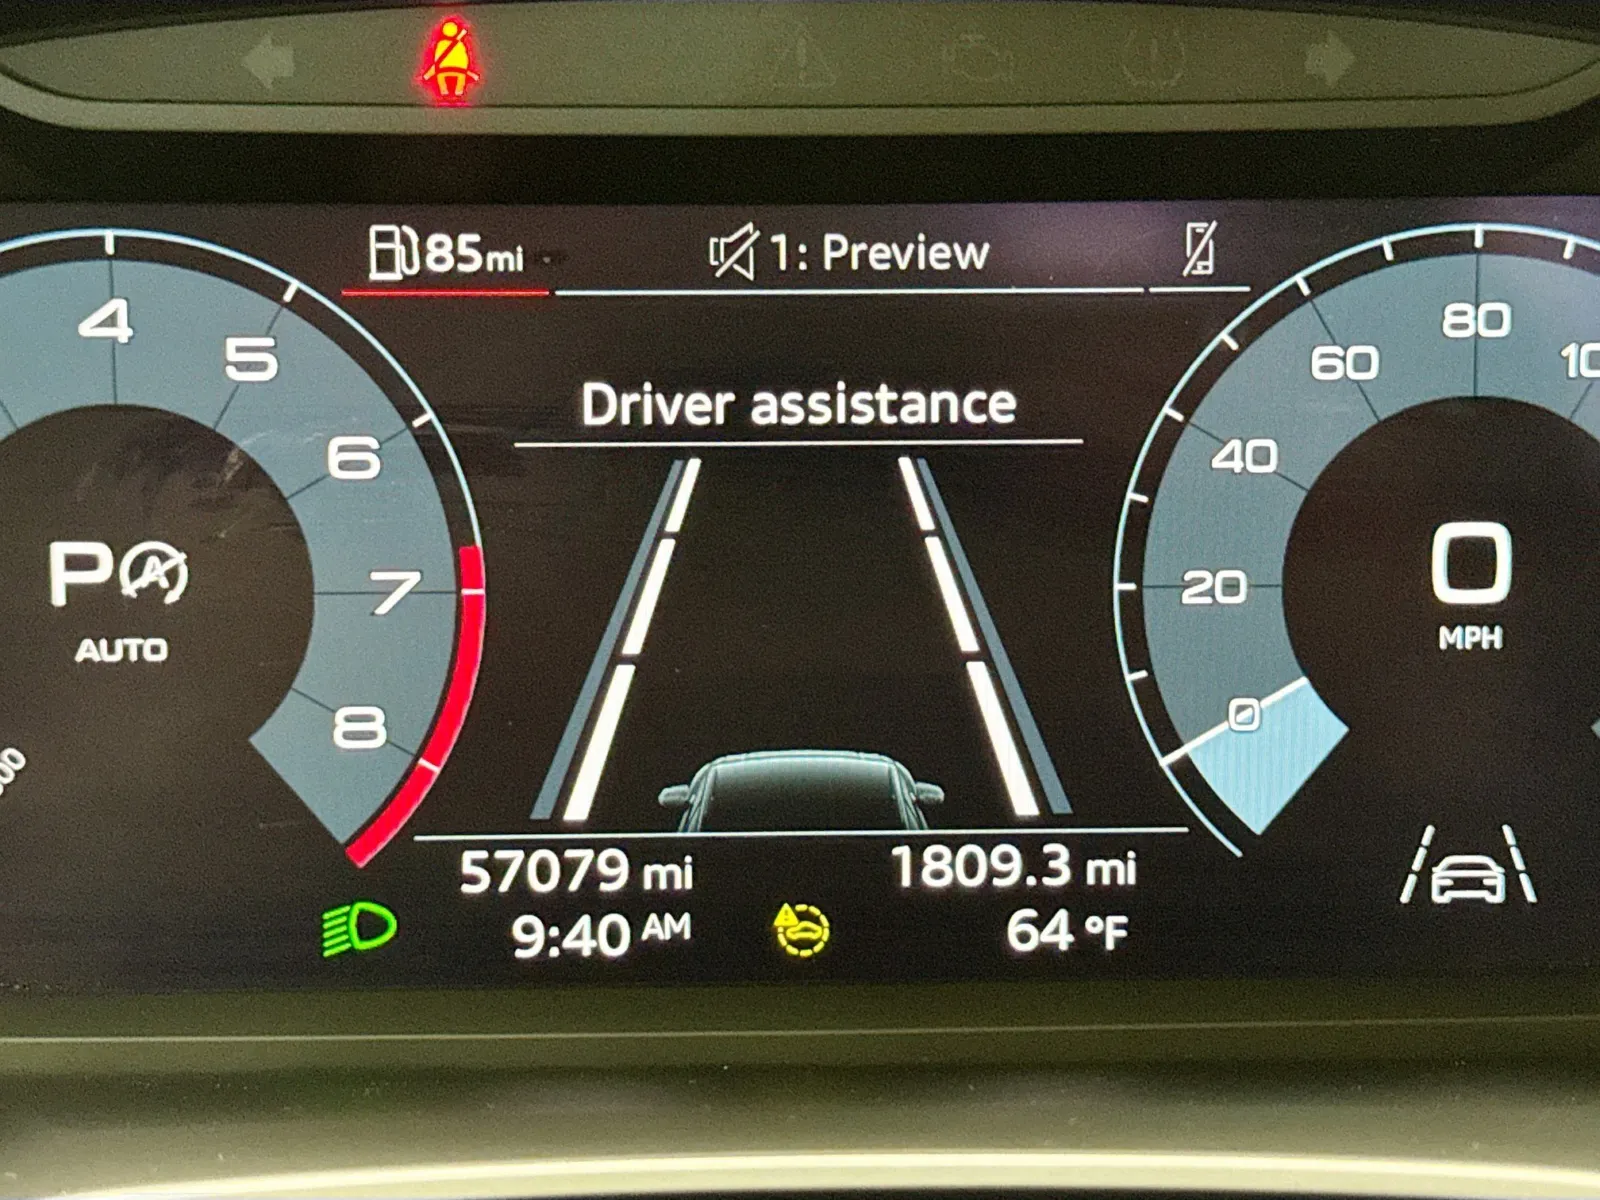 85mi
1: Preview
4
5
6
7
8
Driver assistance
80
60
40
20
0
P A
AUTO
0
MPH
57079 mi
1809.3 mi
9:40 AM
64 °F